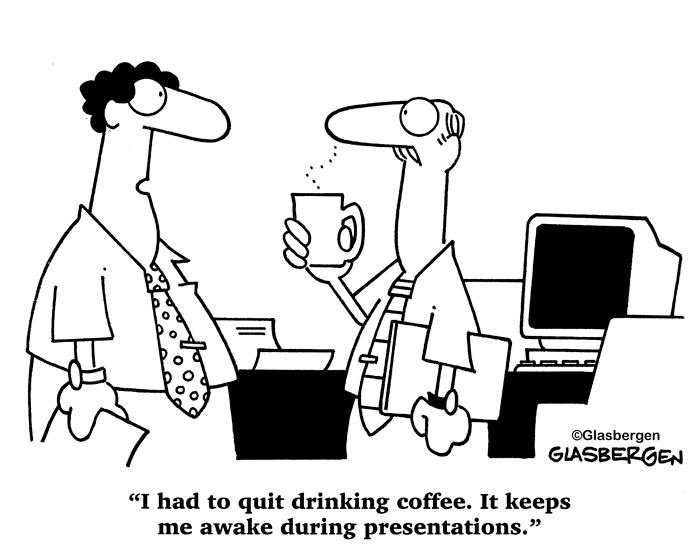 ©Glasbergen
GLASBERGEN
“I had to quit drinking coffee. It keeps
me awake during presentations.”